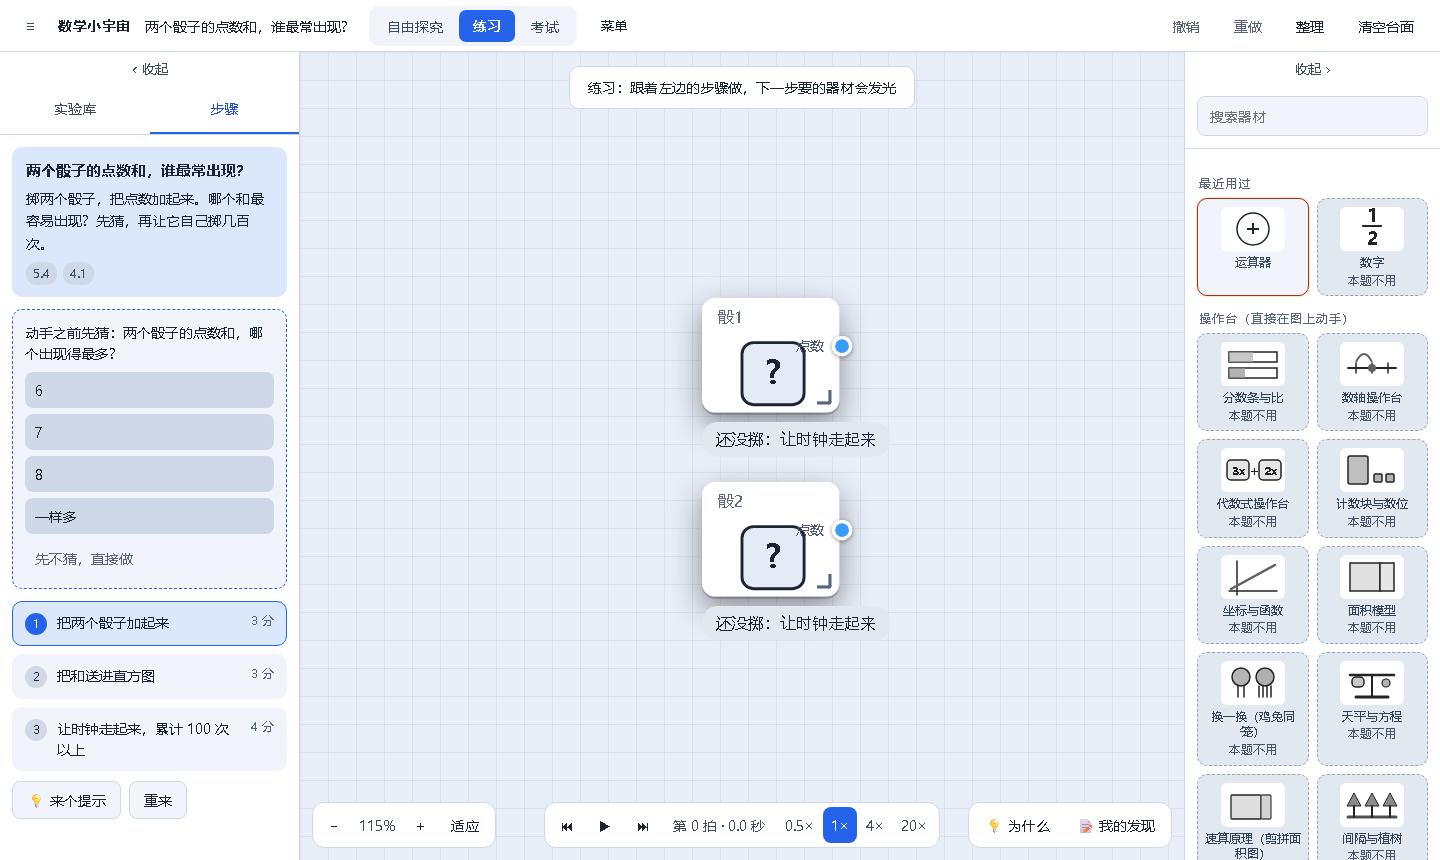 ≡ 数学小宇宙 两个骰子的点数和，谁最常出现？ 自由探究 练习 考试 菜单 撤销 重做 整理 清空台面
‹ 收起
实验库 步骤
两个骰子的点数和，谁最常出现？
掷两个骰子，把点数加起来。哪个和最
容易出现？先猜，再让它自己掷几百
次。
5.4 4.1
动手之前先猜：两个骰子的点数和，哪
个出现得最多？
6
7
8
一样多
先不猜，直接做
1 把两个骰子加起来 3 分
2 把和送进直方图 3 分
3 让时钟走起来，累计 100 次 4 分
以上
来个提示 重来
练习：跟着左边的步骤做，下一步要的器材会发光
骰1
点数
?
还没掷：让时钟走起来
骰2
点数
?
还没掷：让时钟走起来
− 115% + 适应
第 0 拍 · 0.0 秒 0.5× 1× 4× 20×
为什么 我的发现
收起 ›
搜索器材
最近用过
运算器
1
2
数字
本题不用
操作台（直接在图上动手）
分数条与比
本题不用
数轴操作台
本题不用
3x+2x
代数式操作台
本题不用
计数块与数位
本题不用
坐标与函数
本题不用
面积模型
本题不用
换一换（鸡兔同
笼）
本题不用
天平与方程
本题不用
速算原理（剪拼面
积图）
间隔与植树
本题不用